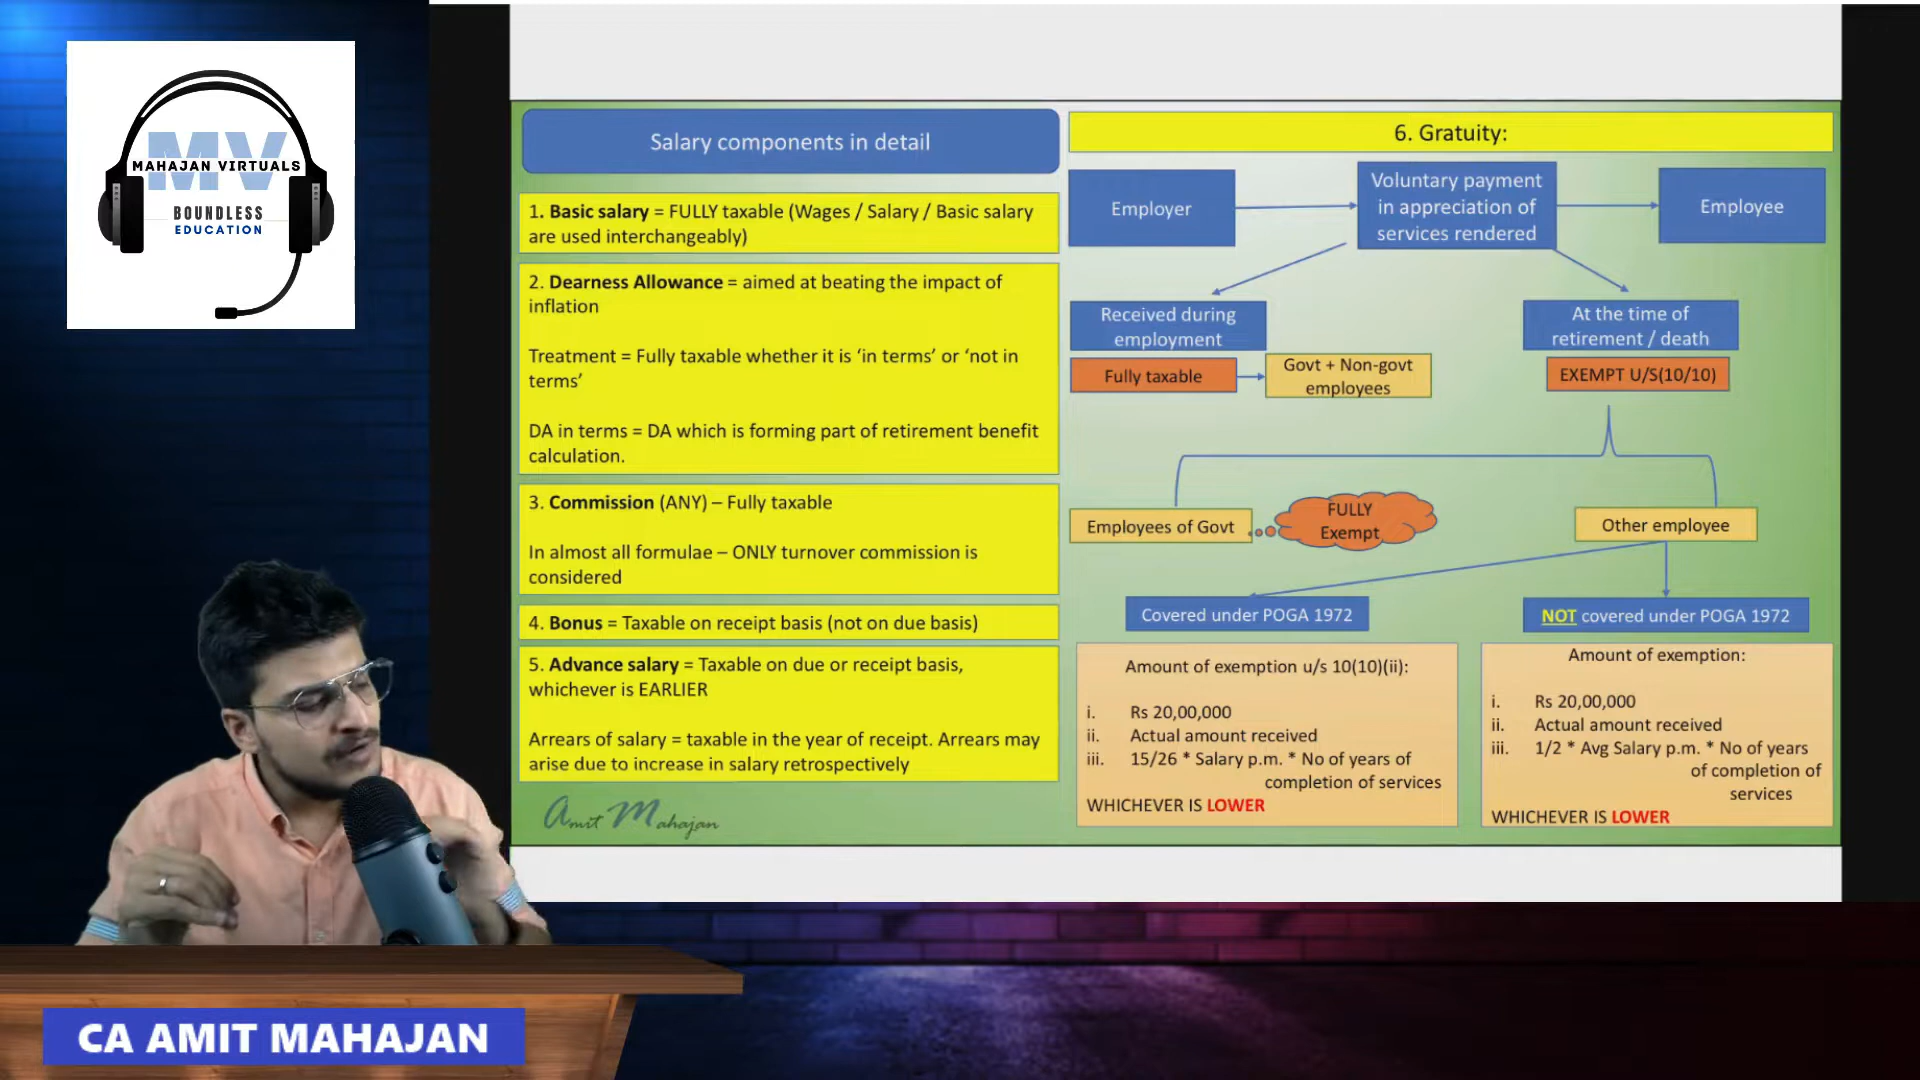 MV
MAHAJAN VIRTUALS
BOUNDLESS
EDUCATION
Salary components in detail
1. Basic salary = FULLY taxable (Wages / Salary / Basic salary
are used interchangeably)
2. Dearness Allowance = aimed at beating the impact of
inflation
Treatment = Fully taxable whether it is ‘in terms’ or ‘not in
terms’
DA in terms = DA which is forming part of retirement benefit
calculation.
3. Commission (ANY) – Fully taxable
In almost all formulae – ONLY turnover commission is
considered
4. Bonus = Taxable on receipt basis (not on due basis)
5. Advance salary = Taxable on due or receipt basis,
whichever is EARLIER
Arrears of salary = taxable in the year of receipt. Arrears may
arise due to increase in salary retrospectively
Amit Mahajan
6. Gratuity:
Employer
Voluntary payment
in appreciation of
services rendered
Employee
Received during
employment
At the time of
retirement / death
Fully taxable
Govt + Non-govt
employees
EXEMPT U/S(10/10)
Employees of Govt
FULLY
Exempt
Other employee
Covered under POGA 1972
NOT covered under POGA 1972
Amount of exemption u/s 10(10)(ii):
i. Rs 20,00,000
ii. Actual amount received
iii. 15/26 * Salary p.m. * No of years of
completion of services
WHICHEVER IS LOWER
Amount of exemption:
i. Rs 20,00,000
ii. Actual amount received
iii. 1/2 * Avg Salary p.m. * No of years
of completion of
services
WHICHEVER IS LOWER
CA AMIT MAHAJAN